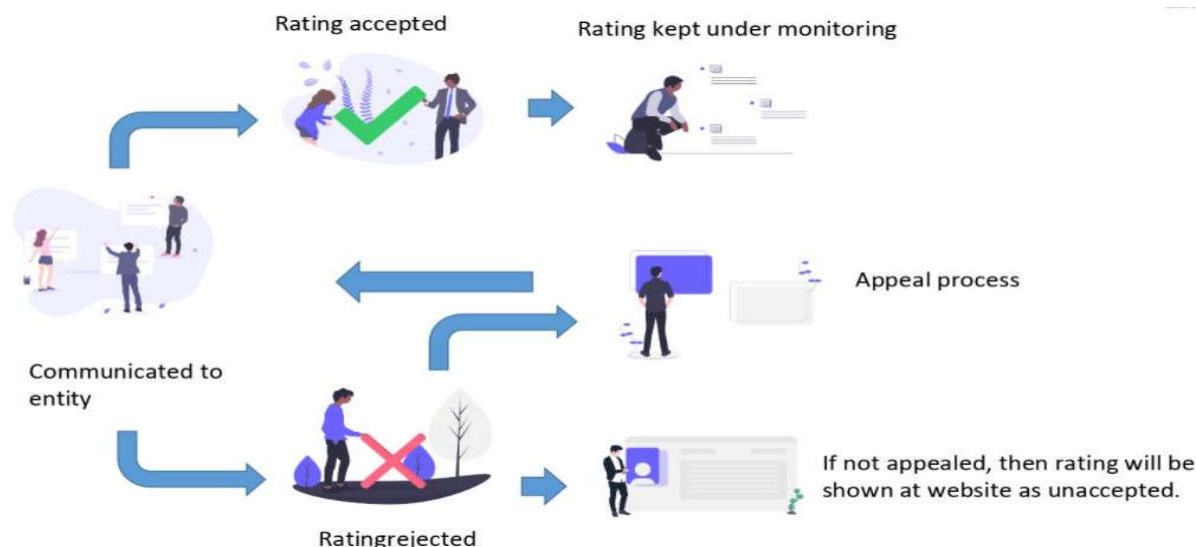 Rating accepted
Rating kept under monitoring
Appeal process
Communicated to
entity
If not appealed, then rating will be
shown at website as unaccepted.
Ratingrejected